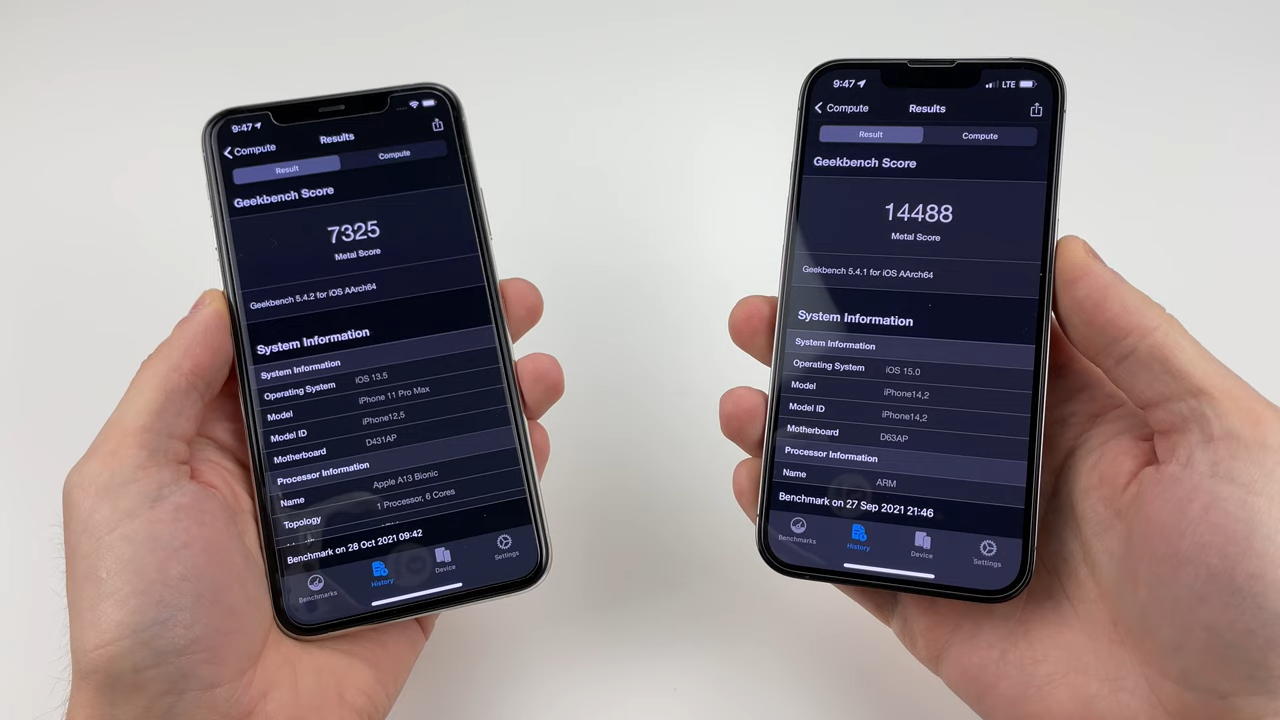 9:47
Compute
Results
Result
Compute
Geekbench Score
7325
Metal Score
Geekbench 5.4.2 for iOS AArch64
System Information
System Information
Operating System iOS 13.5
Model iPhone 11 Pro Max
Model ID iPhone12,5
Motherboard D431AP
Processor Information
Name Apple A13 Bionic
Topology 1 Processor, 6 Cores
Benchmark on 28 Oct 2021 09:42
Benchmarks
History
Device
Settings
9:47
LTE
Compute
Results
Result
Compute
Geekbench Score
14488
Metal Score
Geekbench 5.4.1 for iOS AArch64
System Information
System Information
Operating System iOS 15.0
Model iPhone14,2
Model ID iPhone14,2
Motherboard D63AP
Processor Information
Name ARM
Benchmark on 27 Sep 2021 21:46
Benchmarks
History
Device
Settings